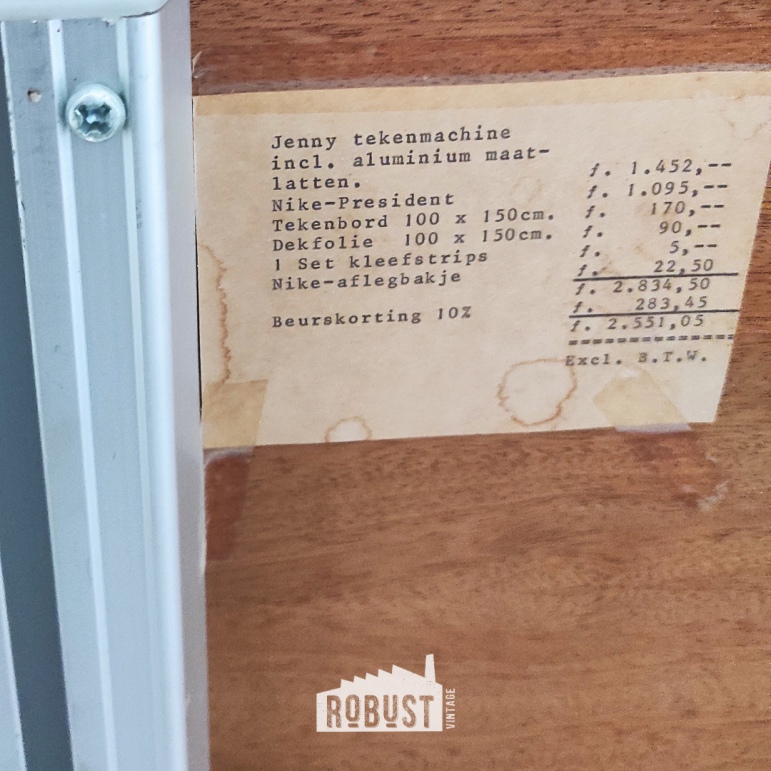 Jenny tekenmachine
incl. aluminium maat-
latten. f. 1.452,--
Nike-President f. 1.095,--
Tekenbord 100 x 150cm. f. 170,--
Dekfolie 100 x 150cm. f. 90,--
1 Set kleefstrips f. 5,--
Nike-aflegbakje f. 22,50
f. 2.834,50
Beurskorting 10% f. 283,45
f. 2.551,05
==================
Excl. B.T.W.
ROBUST
VINTAGE